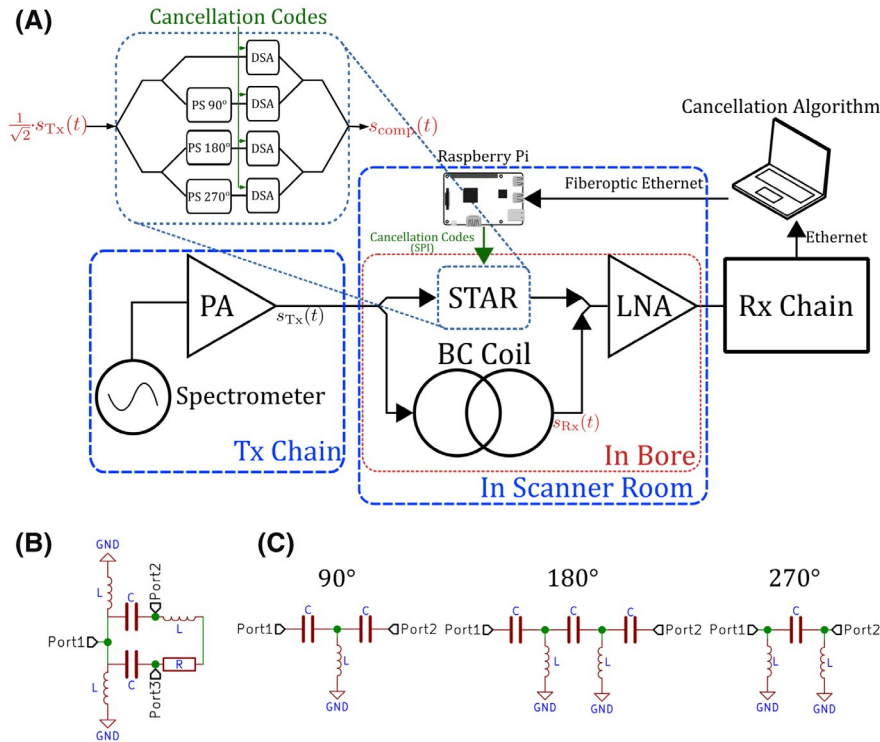 (A)
Cancellation Codes
DSA
PS 90°
DSA
1/√2·sTx(t)
scomp(t)
PS 180°
DSA
PS 270°
DSA
Cancellation Algorithm
Raspberry Pi
Fiberoptic Ethernet
Cancellation Codes
(SPI)
Ethernet
PA
sTx(t)
STAR
LNA
Rx Chain
BC Coil
Spectrometer
sRx(t)
Tx Chain
In Bore
In Scanner Room
(B)
GND
L
C
Port2
L
Port1
L
C
Port3
R
GND
(C)
90°
180°
270°
C
C
Port1
Port2
L
GND
C
C
C
Port1
Port2
L
L
GND
GND
C
Port1
Port2
L
L
GND
GND